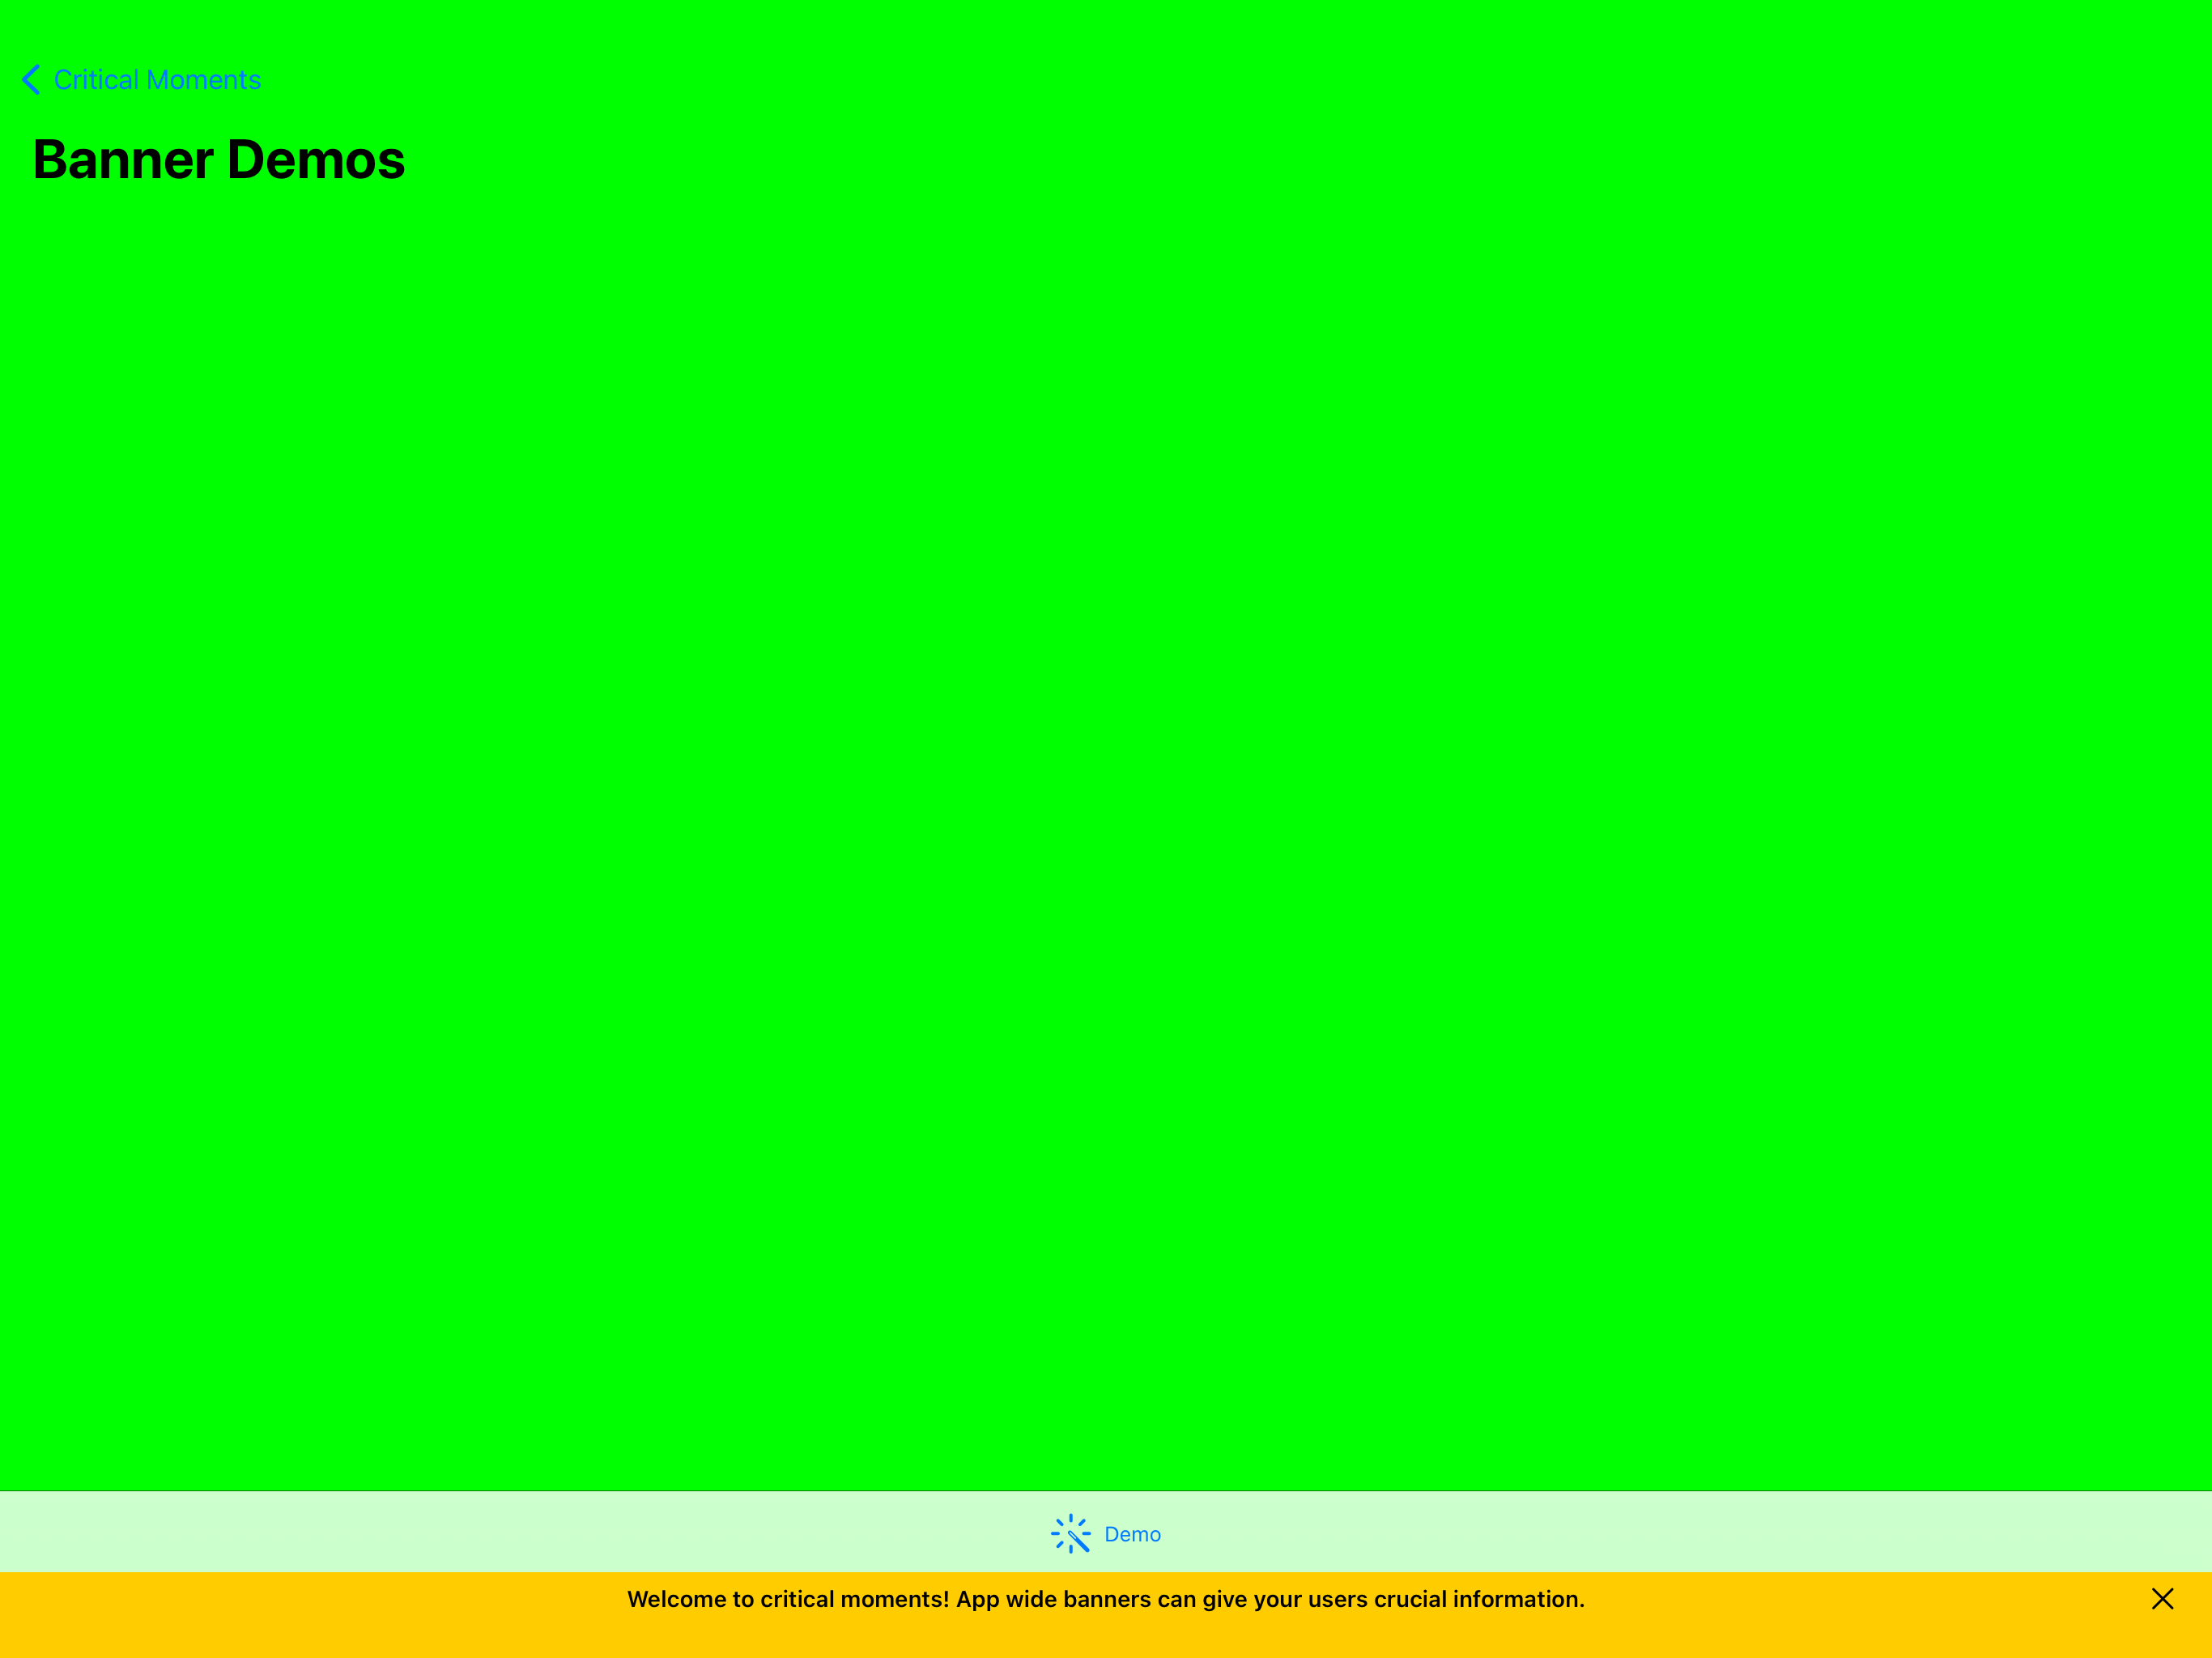 Critical Moments
Banner Demos
Demo
Welcome to critical moments! App wide banners can give your users crucial information.